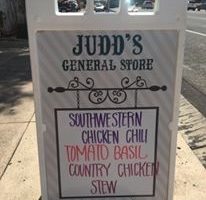 JUDD'S
GENERAL STORE
SOUTHWESTERN
CHICKEN CHILI
TOMATO BASIL
COUNTRY CHICKEN
STEW